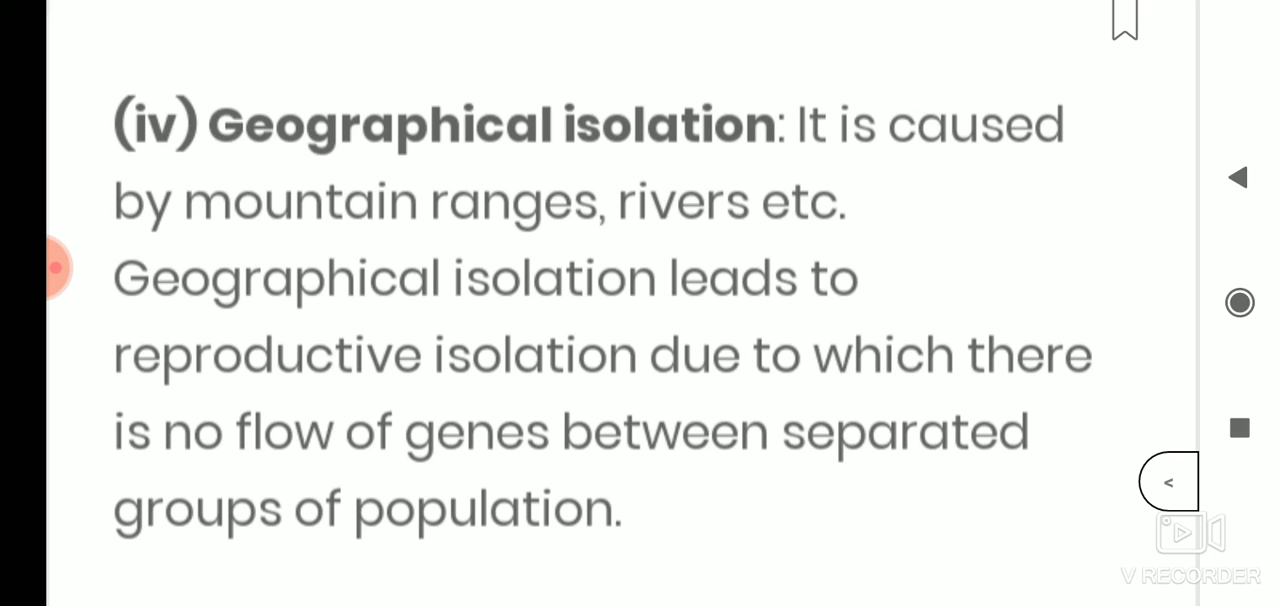 (iv) Geographical isolation: It is caused
by mountain ranges, rivers etc.
Geographical isolation leads to
reproductive isolation due to which there
is no flow of genes between separated
groups of population.
<
V RECORDER